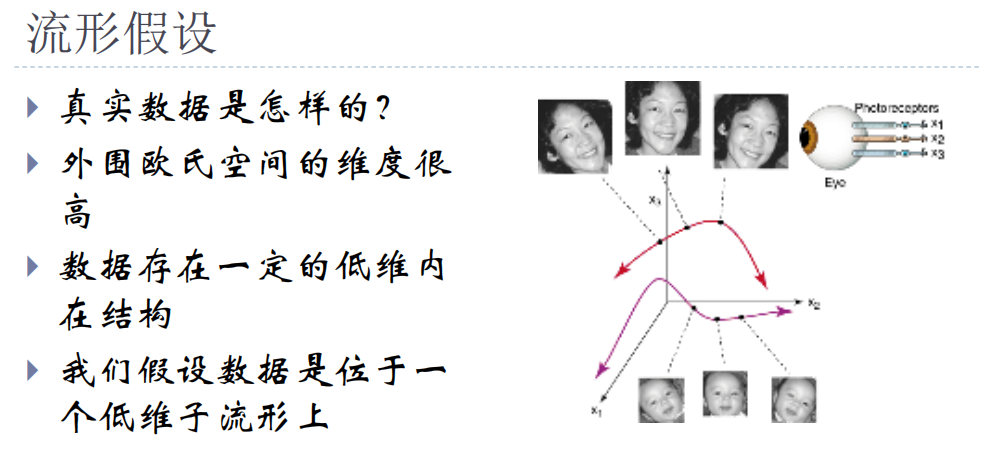 流形假设
真实数据是怎样的？
外围欧氏空间的维度很
高
数据存在一定的低维内
在结构
我们假设数据是位于一
个低维子流形上
Photoreceptors
x1
x2
x3
Eye
x3
x2
x1